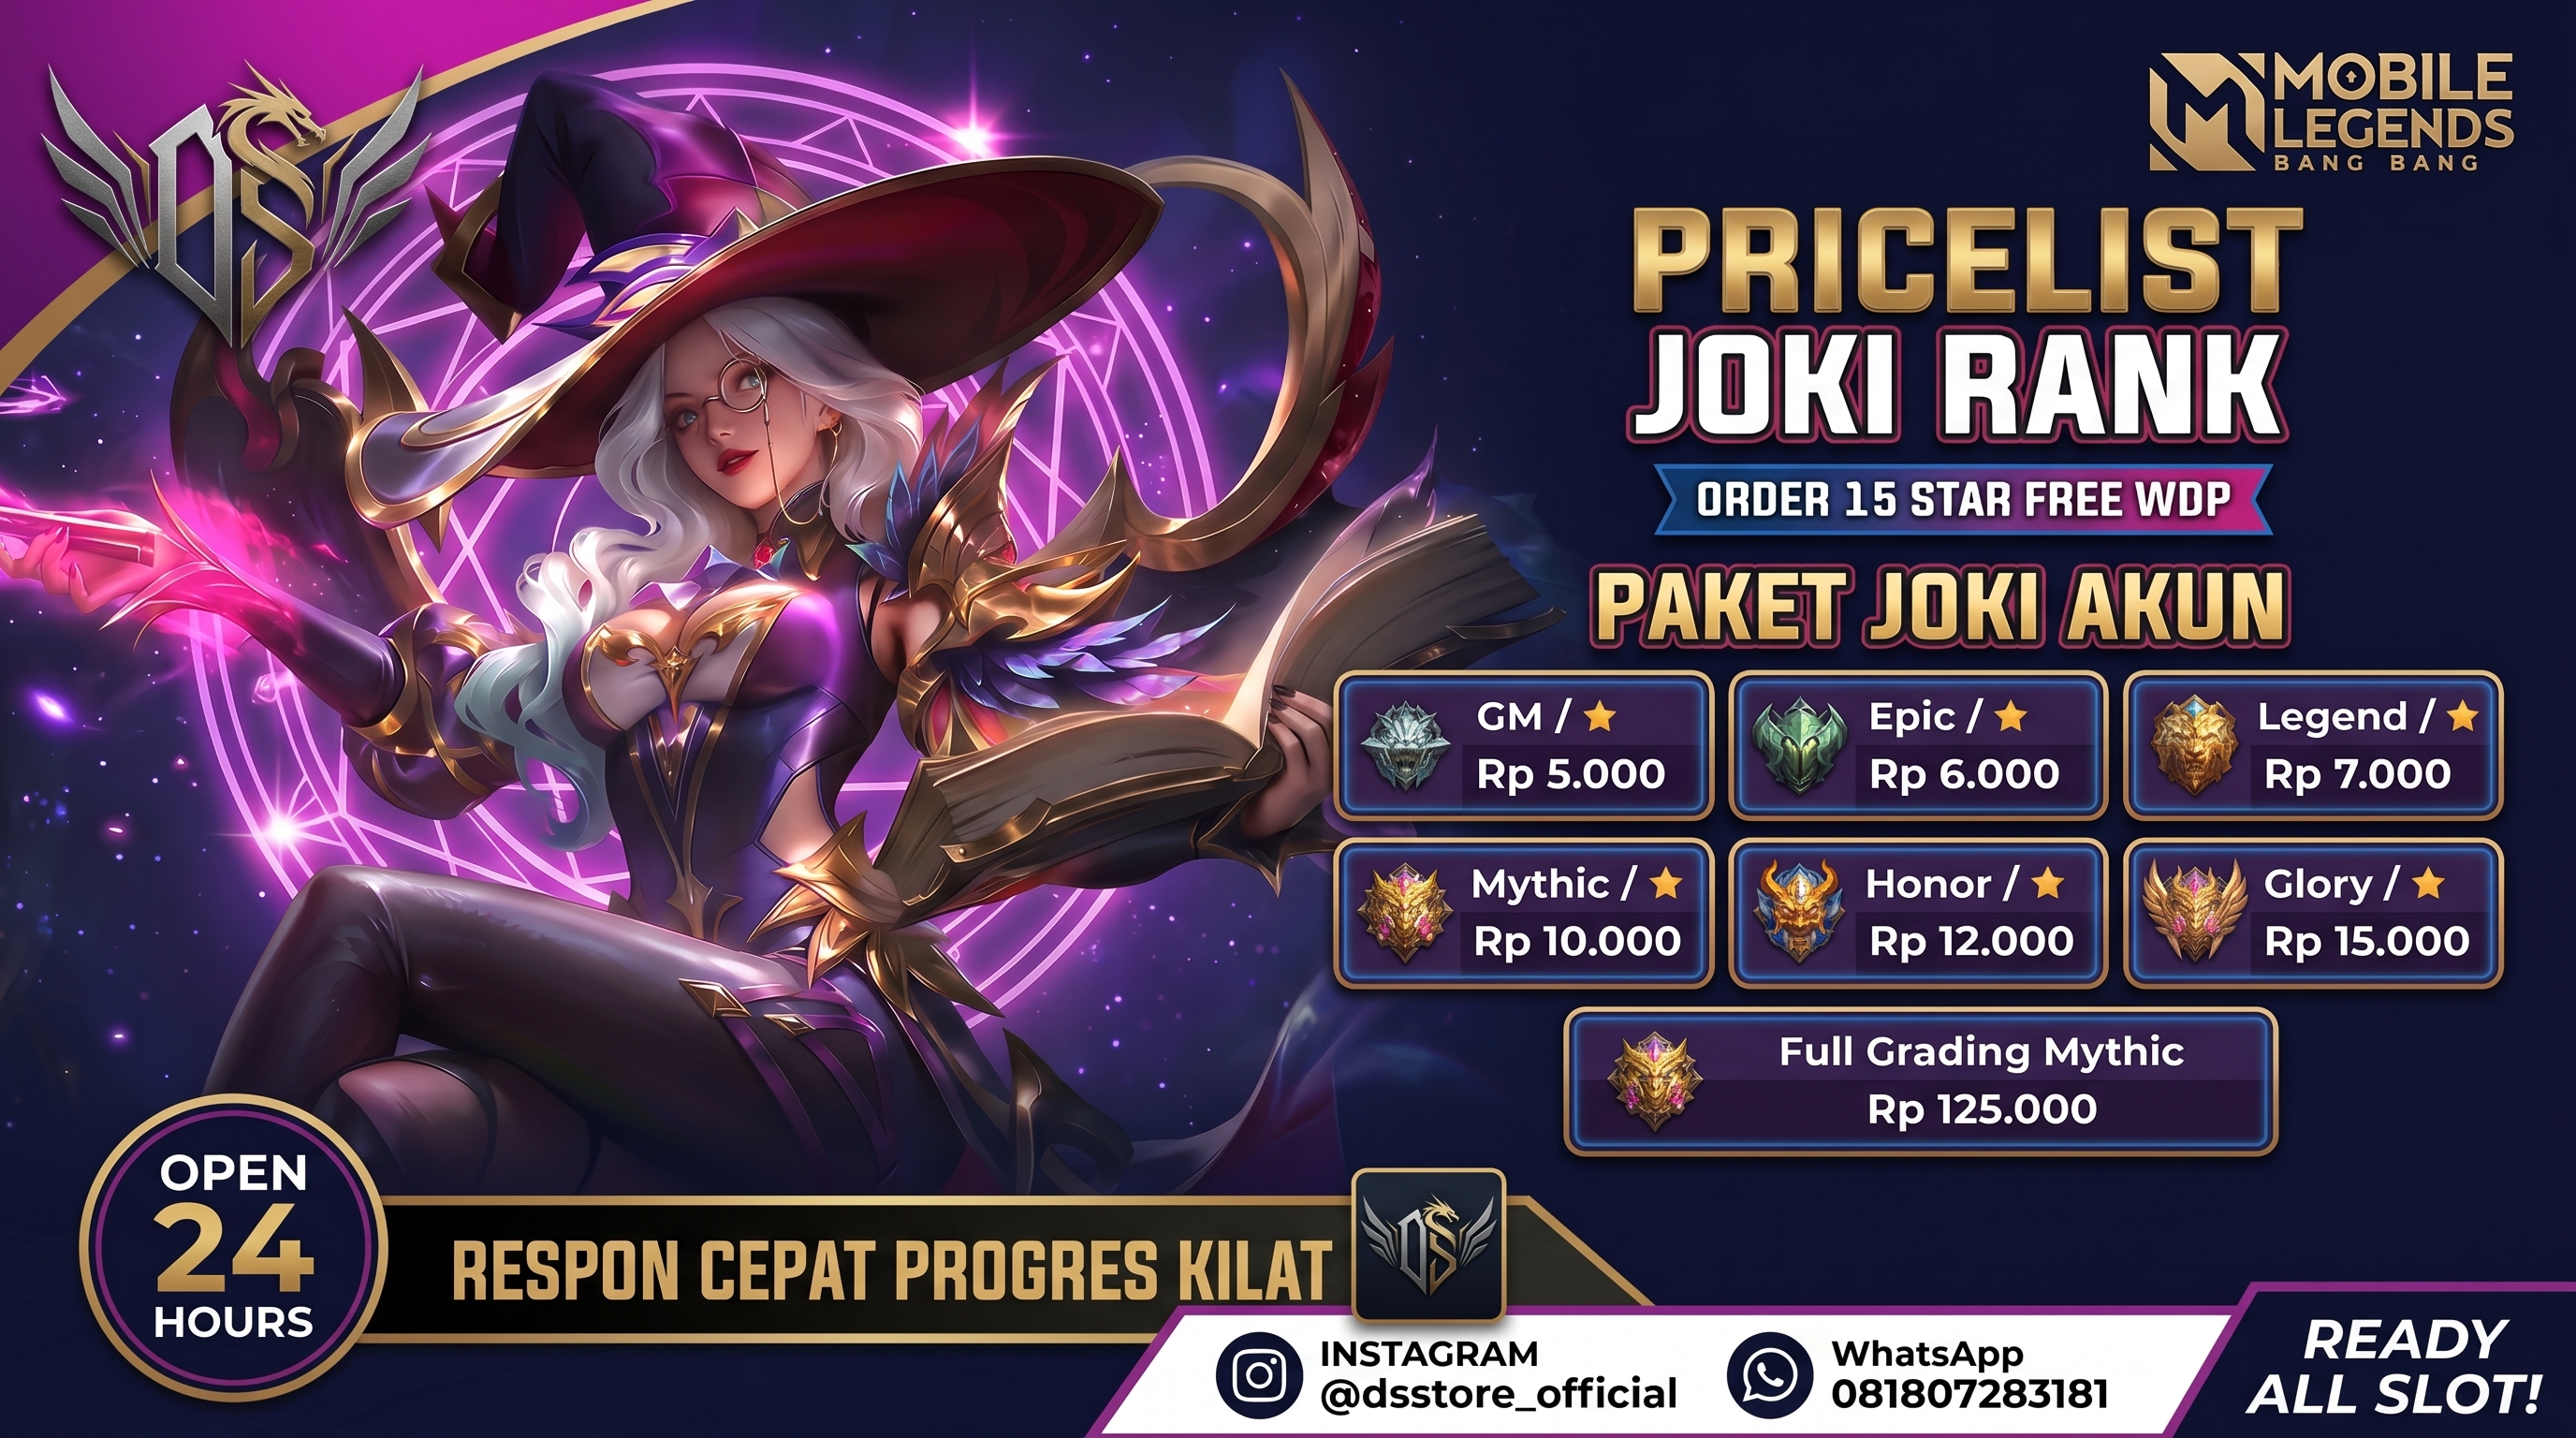 DS
MOBILE
LEGENDS
BANG BANG
PRICELIST
JOKI RANK
ORDER 15 STAR FREE WDP
PAKET JOKI AKUN
GM /
Rp 5.000
Epic /
Rp 6.000
Legend /
Rp 7.000
Mythic /
Rp 10.000
Honor /
Rp 12.000
Glory /
Rp 15.000
Full Grading Mythic
Rp 125.000
OPEN
24
HOURS
RESPON CEPAT PROGRES KILAT
DS
INSTAGRAM
@dsstore_official
WhatsApp
081807283181
READY
ALL SLOT!